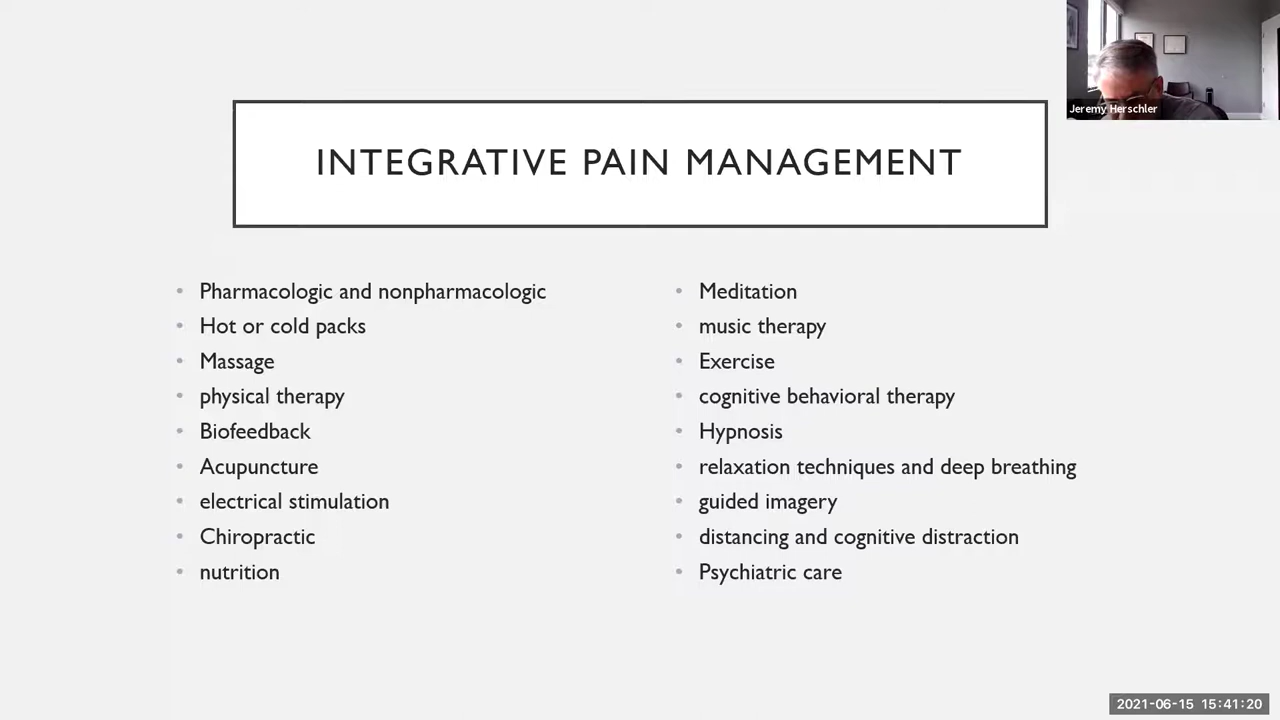 Jeremy Herschler
INTEGRATIVE PAIN MANAGEMENT
Pharmacologic and nonpharmacologic
Hot or cold packs
Massage
physical therapy
Biofeedback
Acupuncture
electrical stimulation
Chiropractic
nutrition
Meditation
music therapy
Exercise
cognitive behavioral therapy
Hypnosis
relaxation techniques and deep breathing
guided imagery
distancing and cognitive distraction
Psychiatric care
2021-06-15 15:41:20